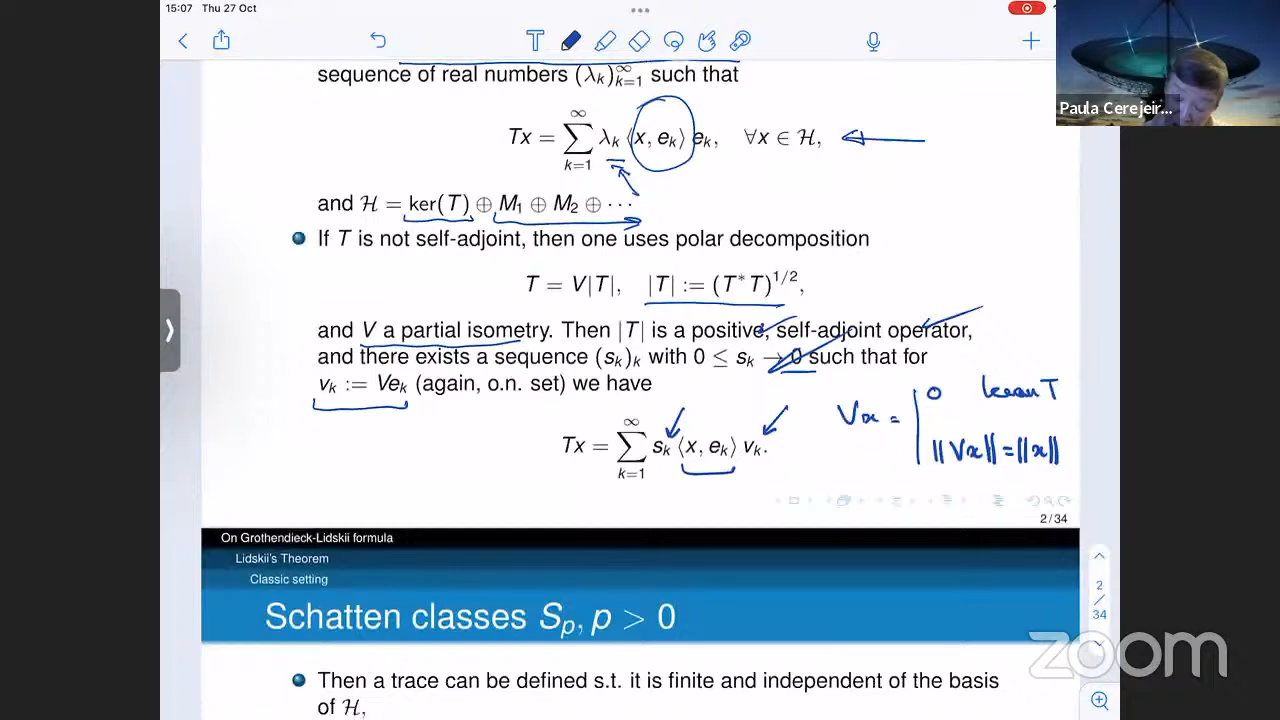 15:07 Thu 27 Oct
sequence of real numbers (λ_k)_{k=1}^∞ such that
Tx = ∑_{k=1}^∞ λ_k ⟨x, e_k⟩ e_k, ∀x ∈ ℋ,
and ℋ = ker(T) ⊕ M_1 ⊕ M_2 ⊕ ···
If T is not self-adjoint, then one uses polar decomposition
T = V|T|, |T| := (T*T)^{1/2},
and V a partial isometry. Then |T| is a positive, self-adjoint operator,
and there exists a sequence (s_k)_k with 0 ≤ s_k → 0 such that for
v_k := Ve_k (again, o.n. set) we have
Tx = ∑_{k=1}^∞ s_k ⟨x, e_k⟩ v_k.
Vx = 0
||Vx|| = ||x||
2/34
On Grothendieck-Lidskii formula
Lidskii's Theorem
Classic setting
Schatten classes S_p, p > 0
Then a trace can be defined s.t. it is finite and independent of the basis
of ℋ,
Paula Cerejeir...
2
/
34
zoom